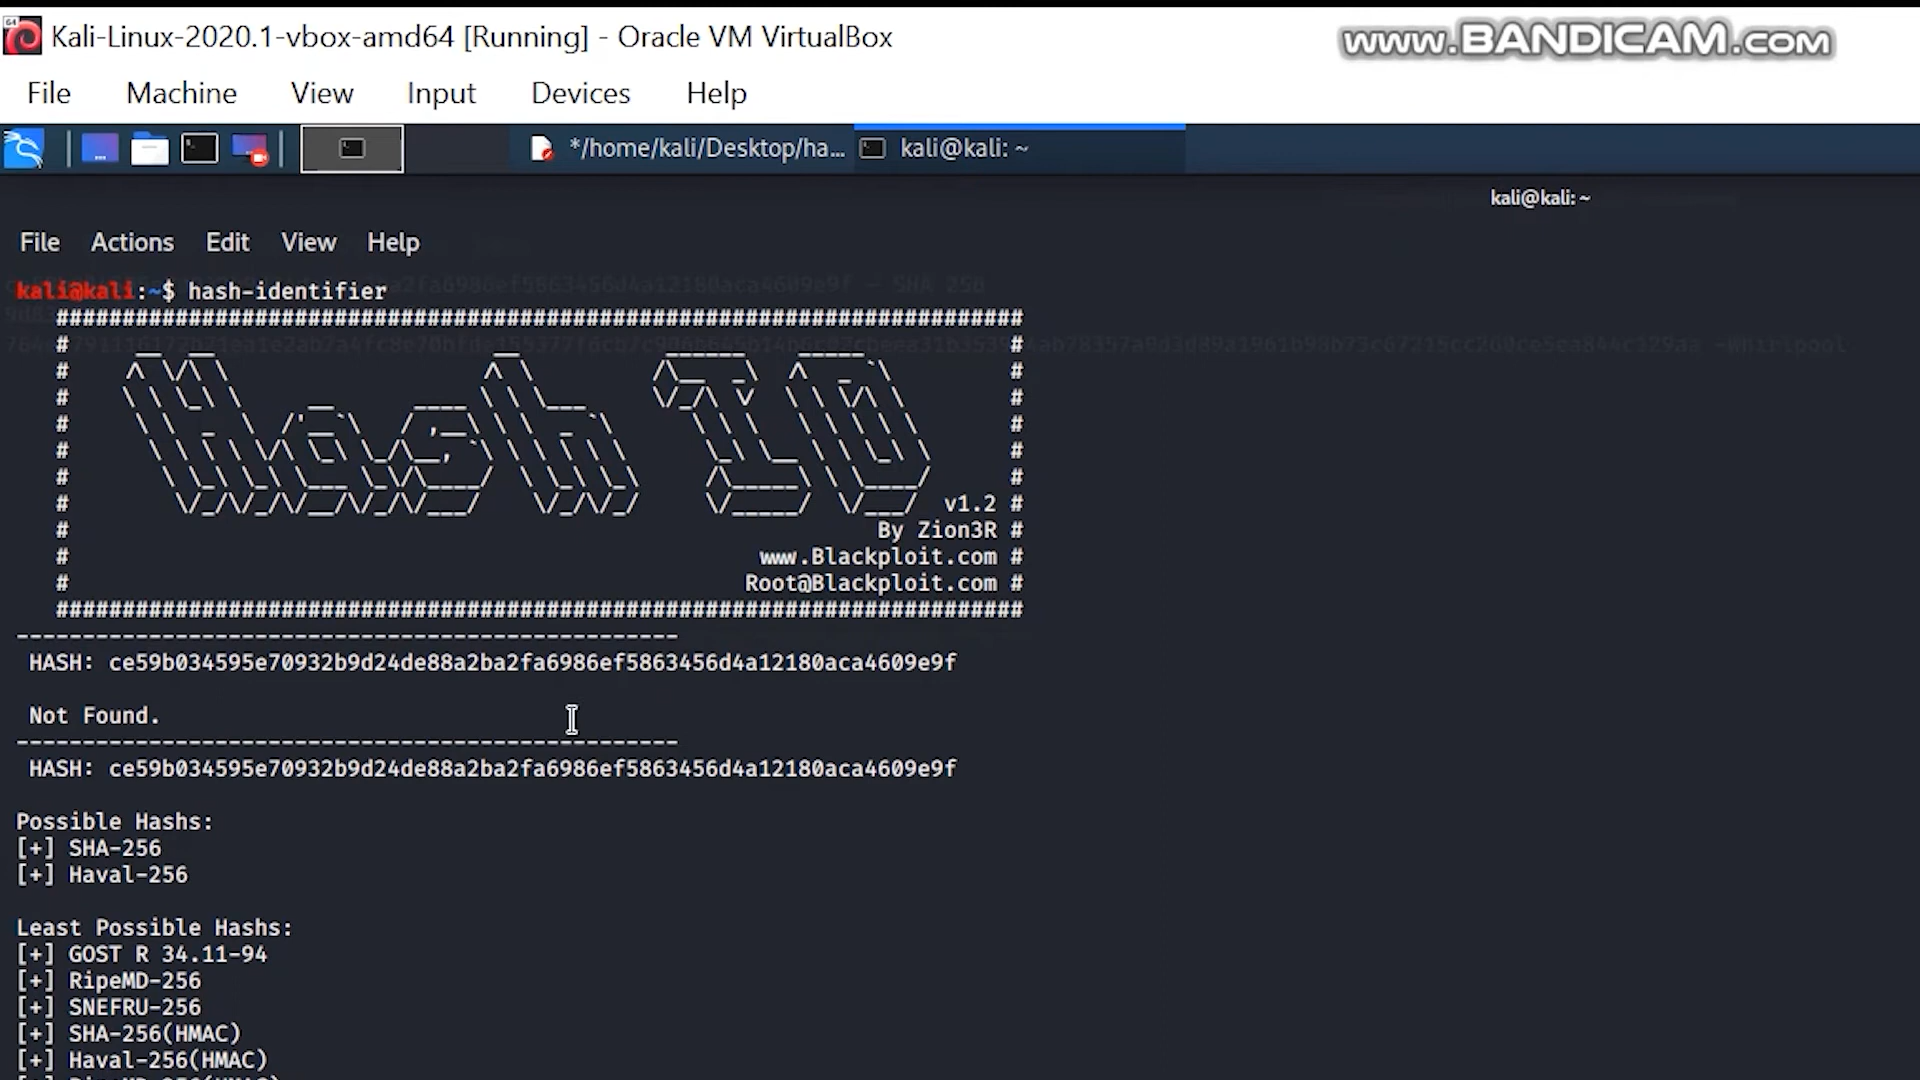 Kali-Linux-2020.1-vbox-amd64 [Running] - Oracle VM VirtualBox
www.BANDICAM.com
File Machine View Input Devices Help
*/home/kali/Desktop/ha... kali@kali: ~
kali@kali: ~
File Actions Edit View Help
kali@kali:~$ hash-identifier
Hash ID
v1.2 #
By Zion3R #
www.Blackploit.com #
Root@Blackploit.com #
HASH: ce59b034595e70932b9d24de88a2ba2fa6986ef5863456d4a12180aca4609e9f
Not Found.
HASH: ce59b034595e70932b9d24de88a2ba2fa6986ef5863456d4a12180aca4609e9f
Possible Hashs:
[+] SHA-256
[+] Haval-256
Least Possible Hashs:
[+] GOST R 34.11-94
[+] RipeMD-256
[+] SNEFRU-256
[+] SHA-256(HMAC)
[+] Haval-256(HMAC)